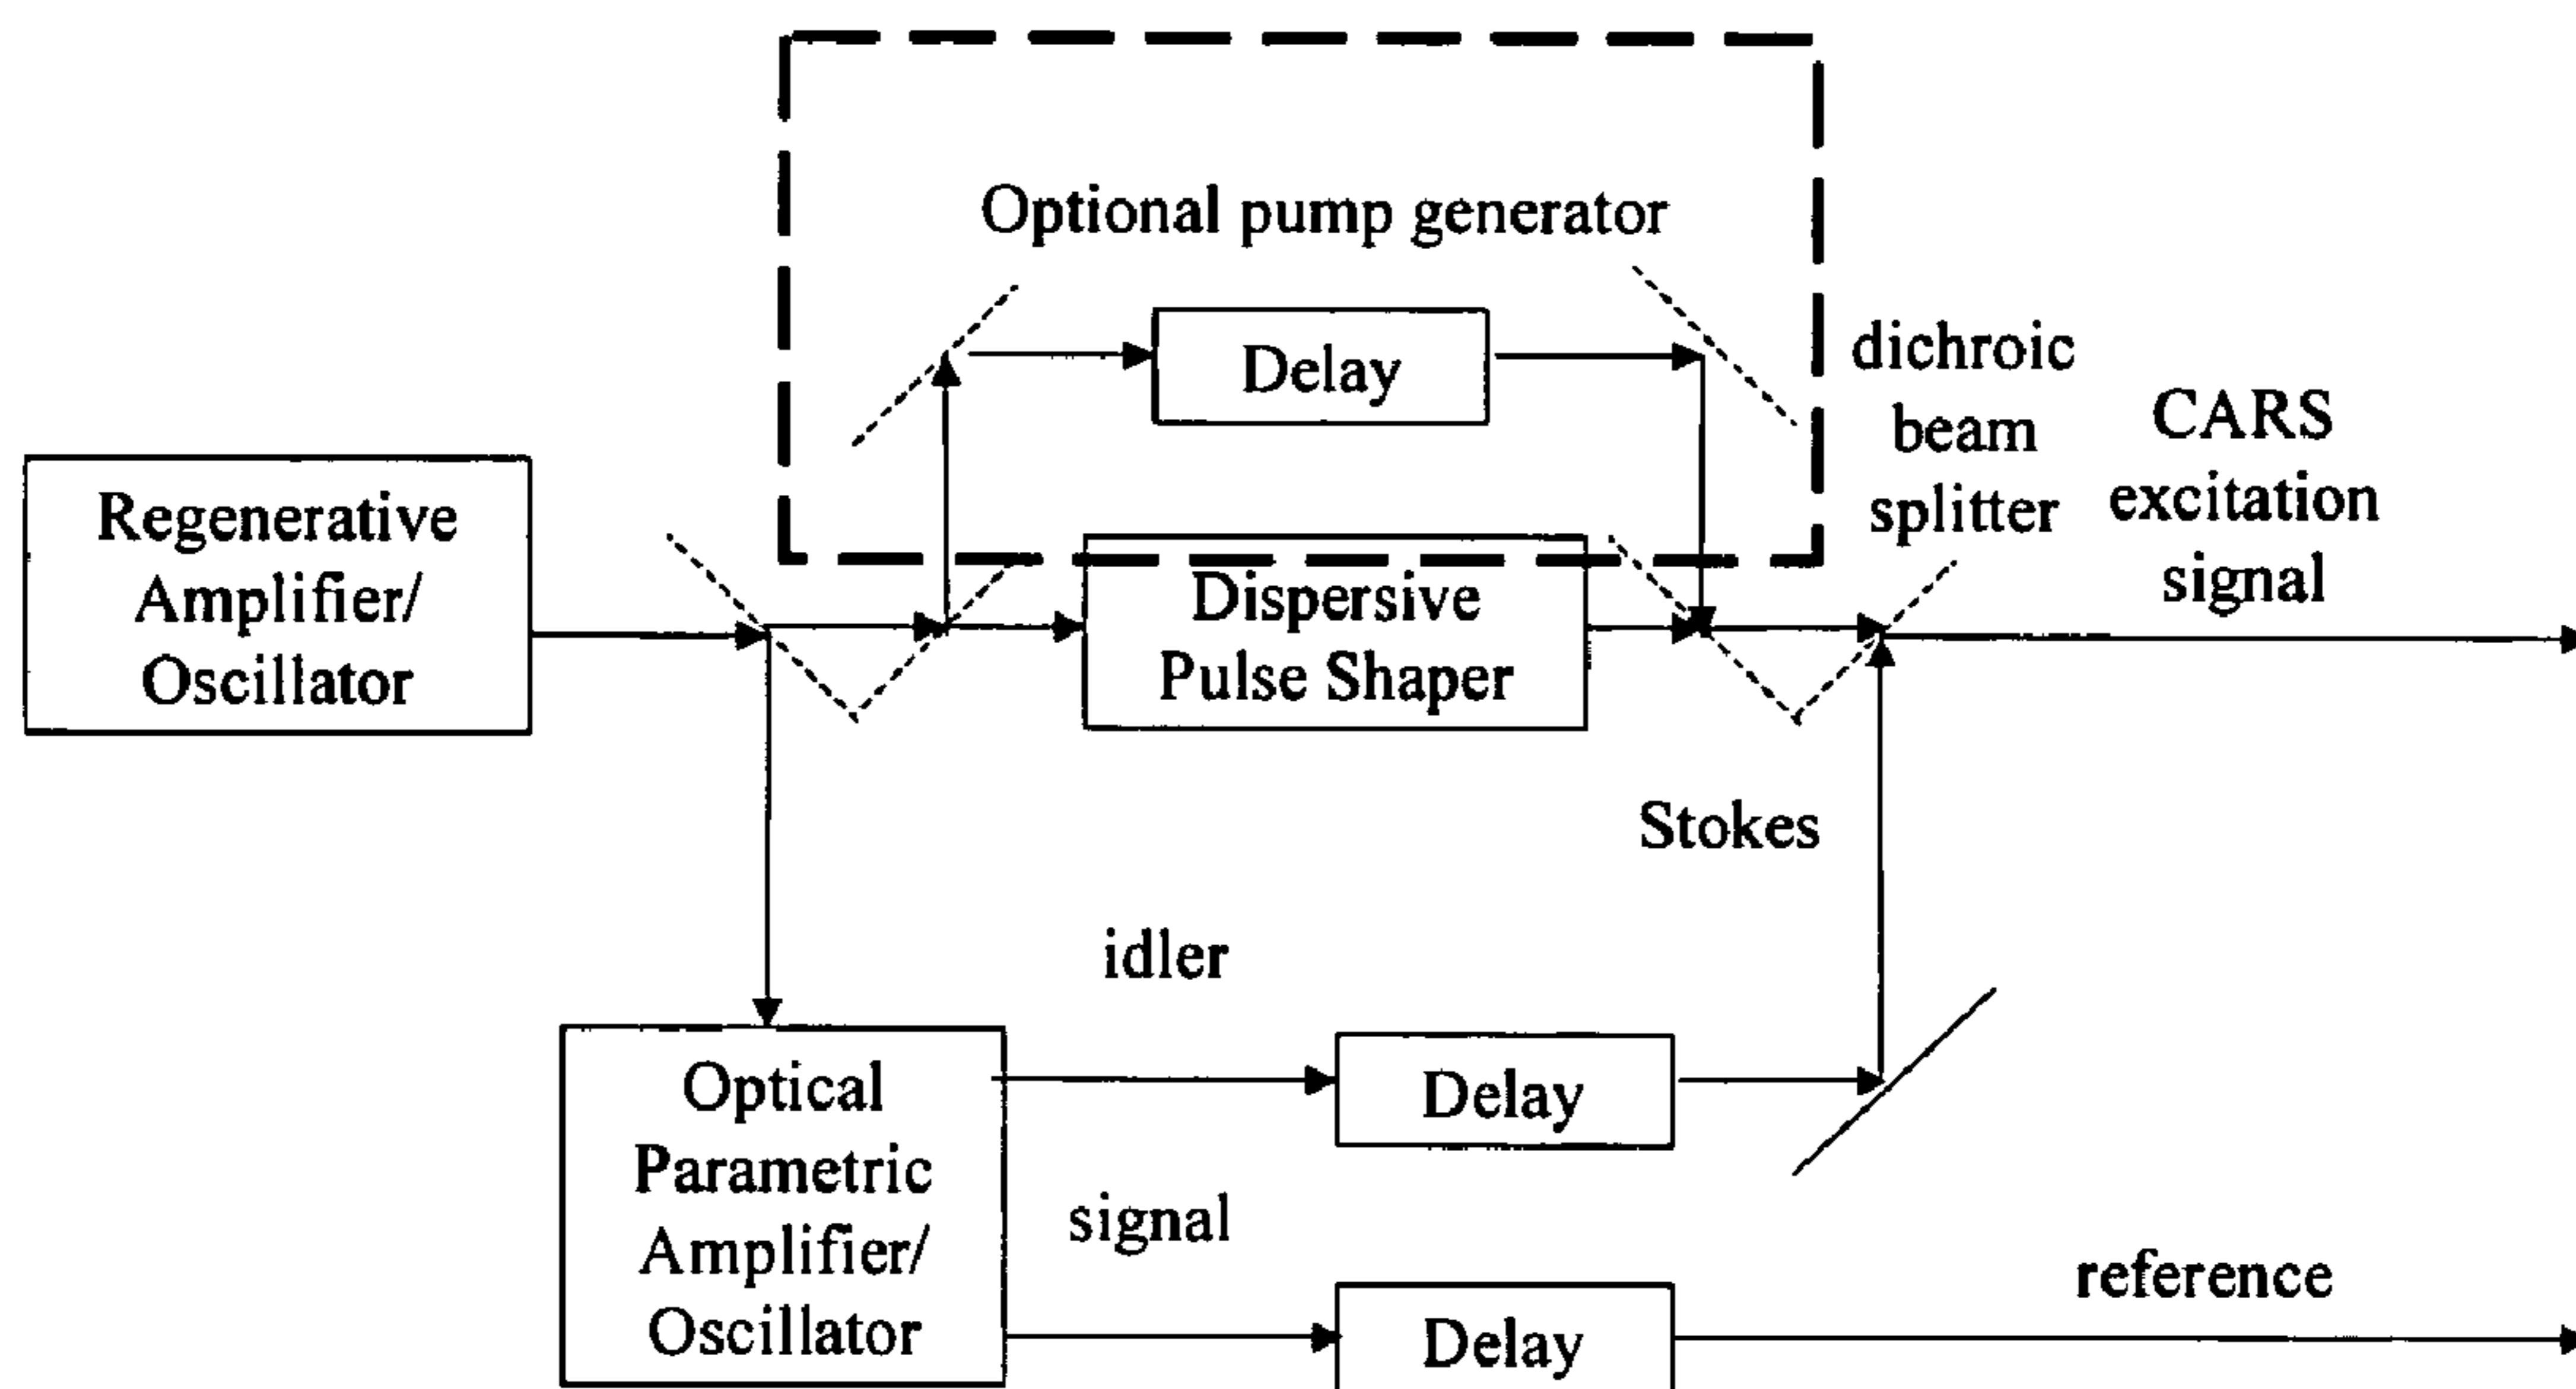 Optional pump generator
Delay
dichroic
beam
splitter
CARS
excitation
signal
Regenerative
Amplifier/
Oscillator
Dispersive
Pulse Shaper
Stokes
idler
Optical
Parametric
Amplifier/
Oscillator
Delay
signal
Delay
reference